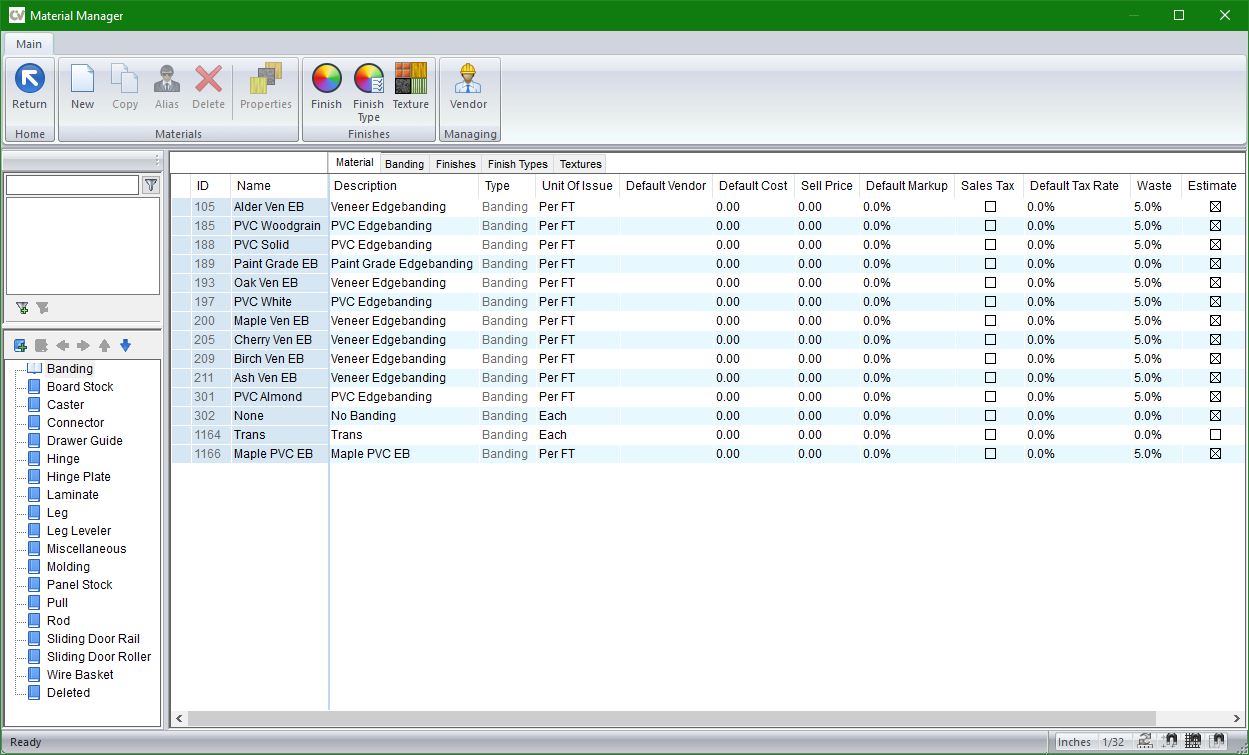 CV Material Manager
Main
Return
New
Copy
Alias
Delete
Properties
Finish
Finish Type
Texture
Vendor
Home
Materials
Finishes
Managing
Material Banding Finishes Finish Types Textures
ID Name Description Type Unit Of Issue Default Vendor Default Cost Sell Price Default Markup Sales Tax Default Tax Rate Waste Estimate
105 Alder Ven EB Veneer Edgebanding Banding Per FT 0.00 0.00 0.0% 0.0% 5.0%
185 PVC Woodgrain PVC Edgebanding Banding Per FT 0.00 0.00 0.0% 0.0% 5.0%
188 PVC Solid PVC Edgebanding Banding Per FT 0.00 0.00 0.0% 0.0% 5.0%
189 Paint Grade EB Paint Grade Edgebanding Banding Per FT 0.00 0.00 0.0% 0.0% 0.0%
193 Oak Ven EB Veneer Edgebanding Banding Per FT 0.00 0.00 0.0% 0.0% 5.0%
197 PVC White PVC Edgebanding Banding Per FT 0.00 0.00 0.0% 0.0% 5.0%
200 Maple Ven EB Veneer Edgebanding Banding Per FT 0.00 0.00 0.0% 0.0% 5.0%
205 Cherry Ven EB Veneer Edgebanding Banding Per FT 0.00 0.00 0.0% 0.0% 5.0%
209 Birch Ven EB Veneer Edgebanding Banding Per FT 0.00 0.00 0.0% 0.0% 5.0%
211 Ash Ven EB Veneer Edgebanding Banding Per FT 0.00 0.00 0.0% 0.0% 5.0%
301 PVC Almond PVC Edgebanding Banding Per FT 0.00 0.00 0.0% 0.0% 5.0%
302 None No Banding Banding Each 0.00 0.00 0.0% 0.0% 0.0%
1164 Trans Trans Banding Each 0.00 0.00 0.0% 0.0% 0.0%
1166 Maple PVC EB Maple PVC EB Banding Per FT 0.00 0.00 0.0% 0.0% 5.0%
Banding
Board Stock
Caster
Connector
Drawer Guide
Hinge
Hinge Plate
Laminate
Leg
Leg Leveler
Miscellaneous
Molding
Panel Stock
Pull
Rod
Sliding Door Rail
Sliding Door Roller
Wire Basket
Deleted
Ready
Inches 1/32